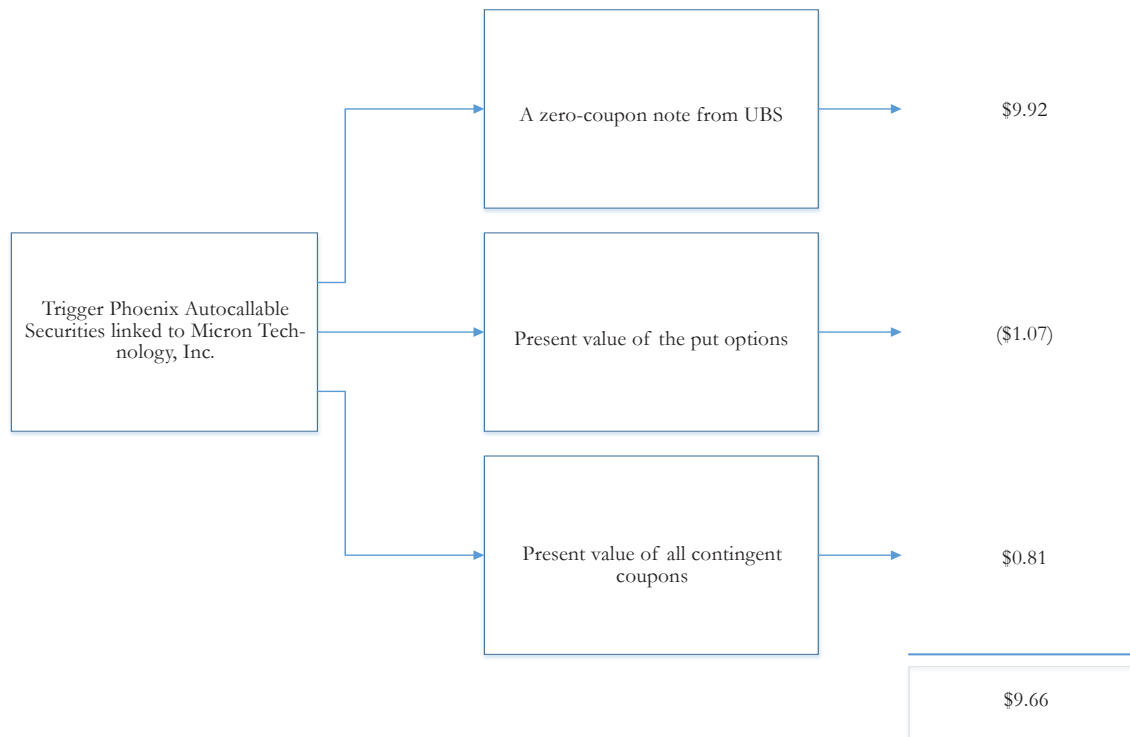 A zero-coupon note from UBS
$9.92
Trigger Phoenix Autocallable
Securities linked to Micron Tech-
nology, Inc.
Present value of the put options
($1.07)
Present value of all contingent
coupons
$0.81
$9.66